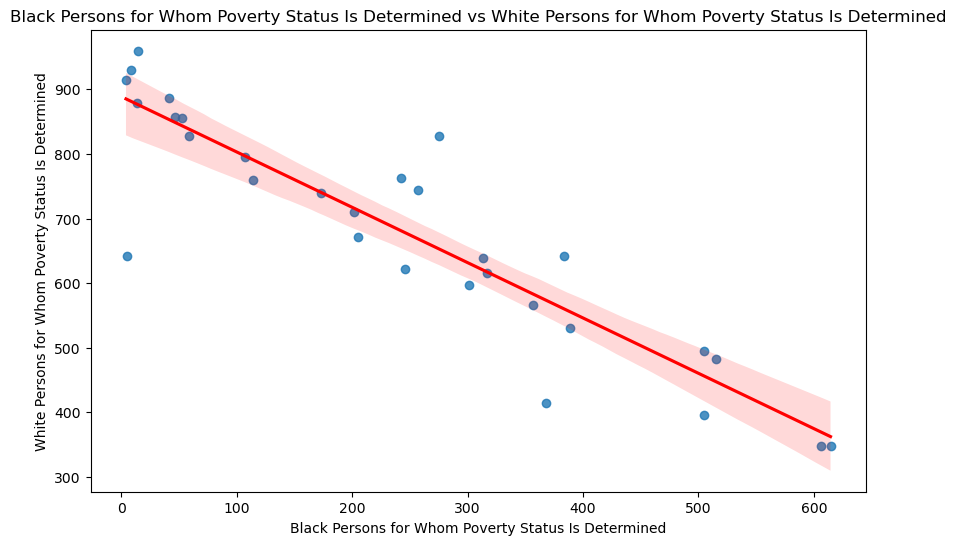 Black Persons for Whom Poverty Status Is Determined vs White Persons for Whom Poverty Status Is Determined
White Persons for Whom Poverty Status Is Determined
900
800
700
600
500
400
300
0 100 200 300 400 500 600
Black Persons for Whom Poverty Status Is Determined